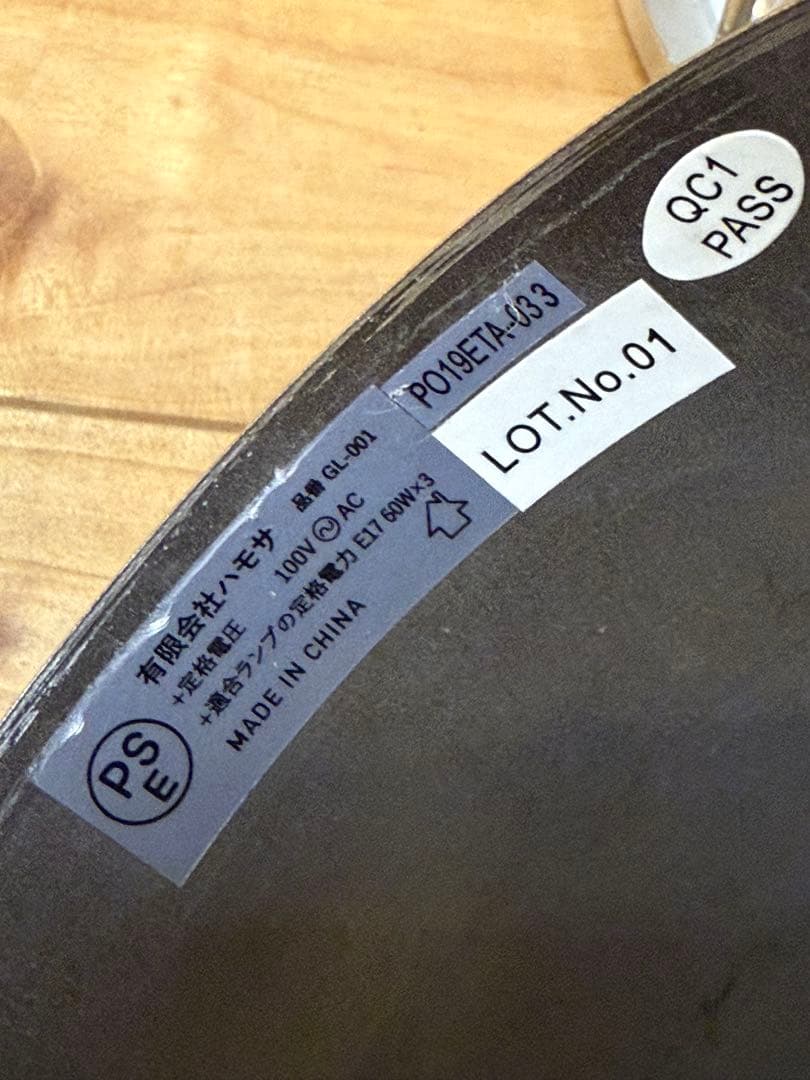 QC1
PASS
PO19ETA-033
LOT.No.01
有限会社ハモサ 品番 GL-001
+定格電圧 100V AC
+適合ランプの定格電力 E17 60W×3
MADE IN CHINA
PSE